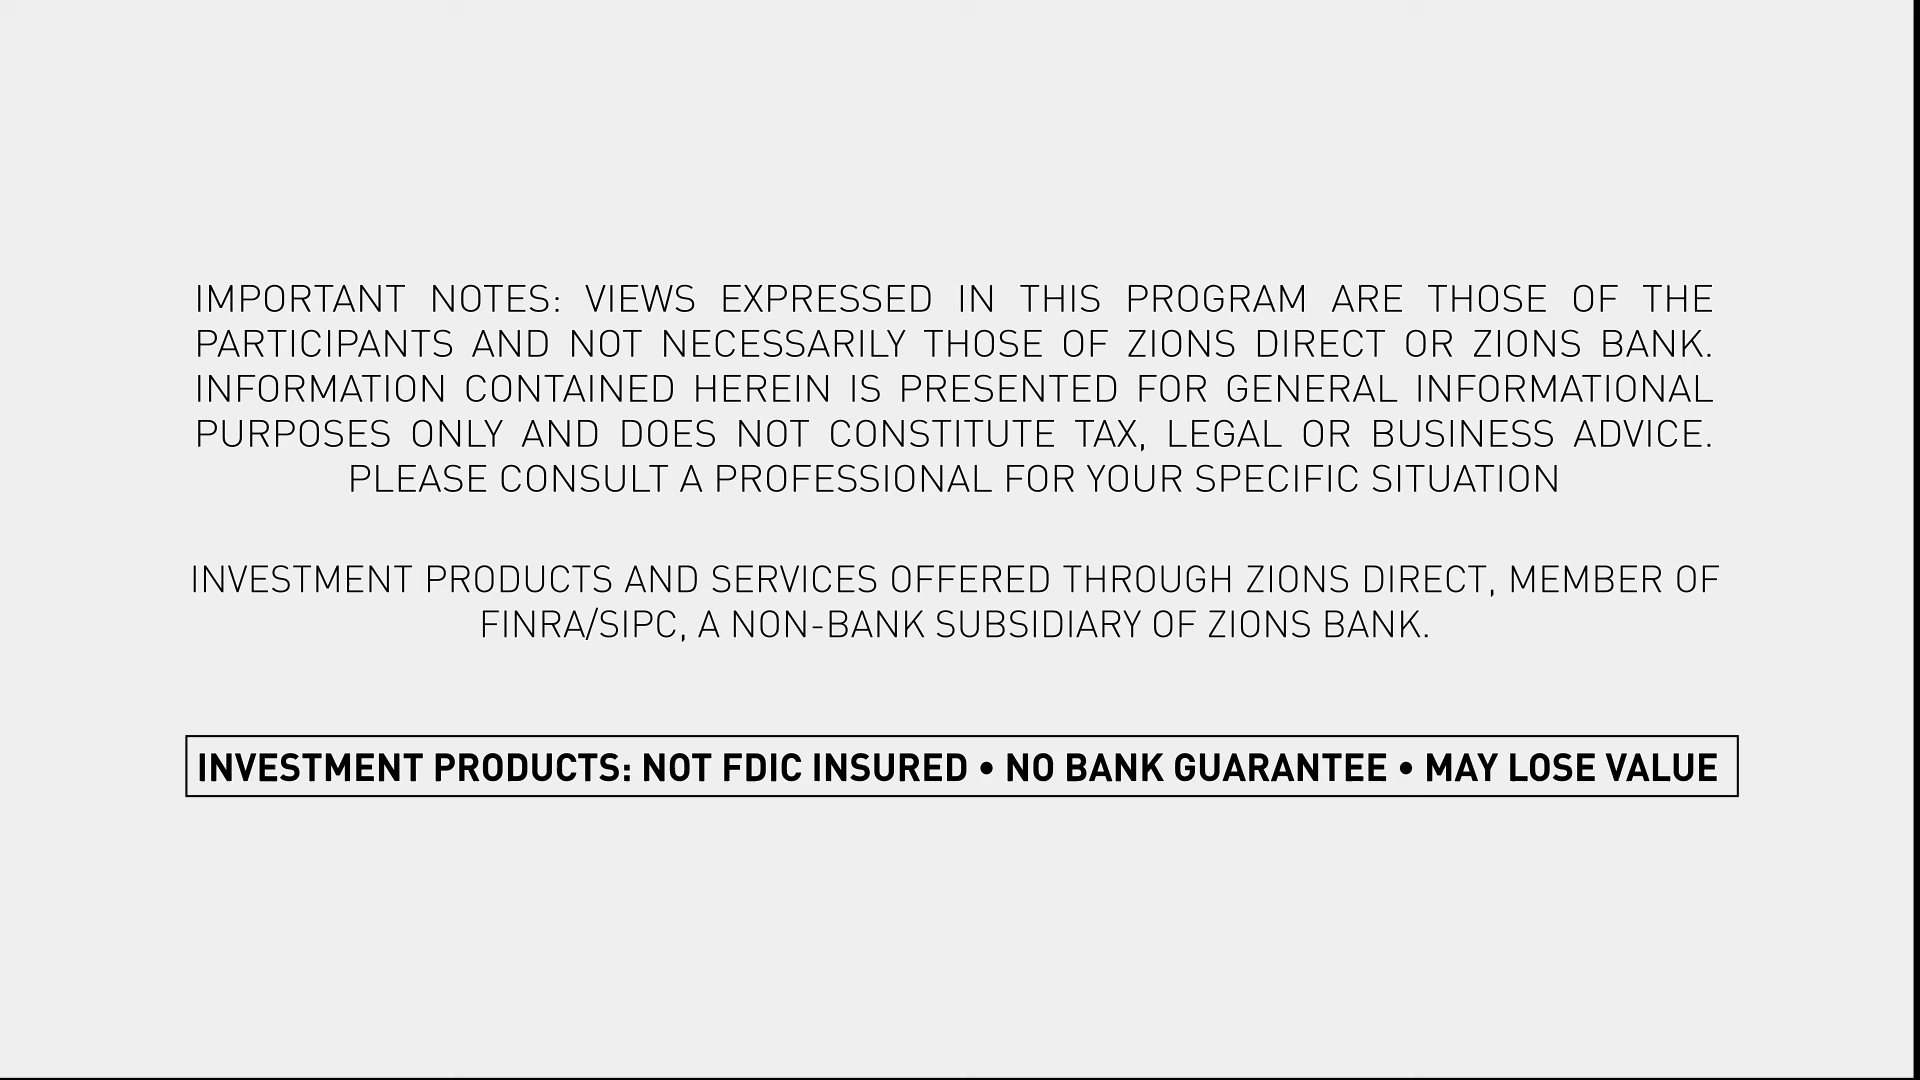 IMPORTANT NOTES: VIEWS EXPRESSED IN THIS PROGRAM ARE THOSE OF THE
PARTICIPANTS AND NOT NECESSARILY THOSE OF ZIONS DIRECT OR ZIONS BANK.
INFORMATION CONTAINED HEREIN IS PRESENTED FOR GENERAL INFORMATIONAL
PURPOSES ONLY AND DOES NOT CONSTITUTE TAX, LEGAL OR BUSINESS ADVICE.
PLEASE CONSULT A PROFESSIONAL FOR YOUR SPECIFIC SITUATION
INVESTMENT PRODUCTS AND SERVICES OFFERED THROUGH ZIONS DIRECT, MEMBER OF
FINRA/SIPC, A NON-BANK SUBSIDIARY OF ZIONS BANK.
INVESTMENT PRODUCTS: NOT FDIC INSURED • NO BANK GUARANTEE • MAY LOSE VALUE